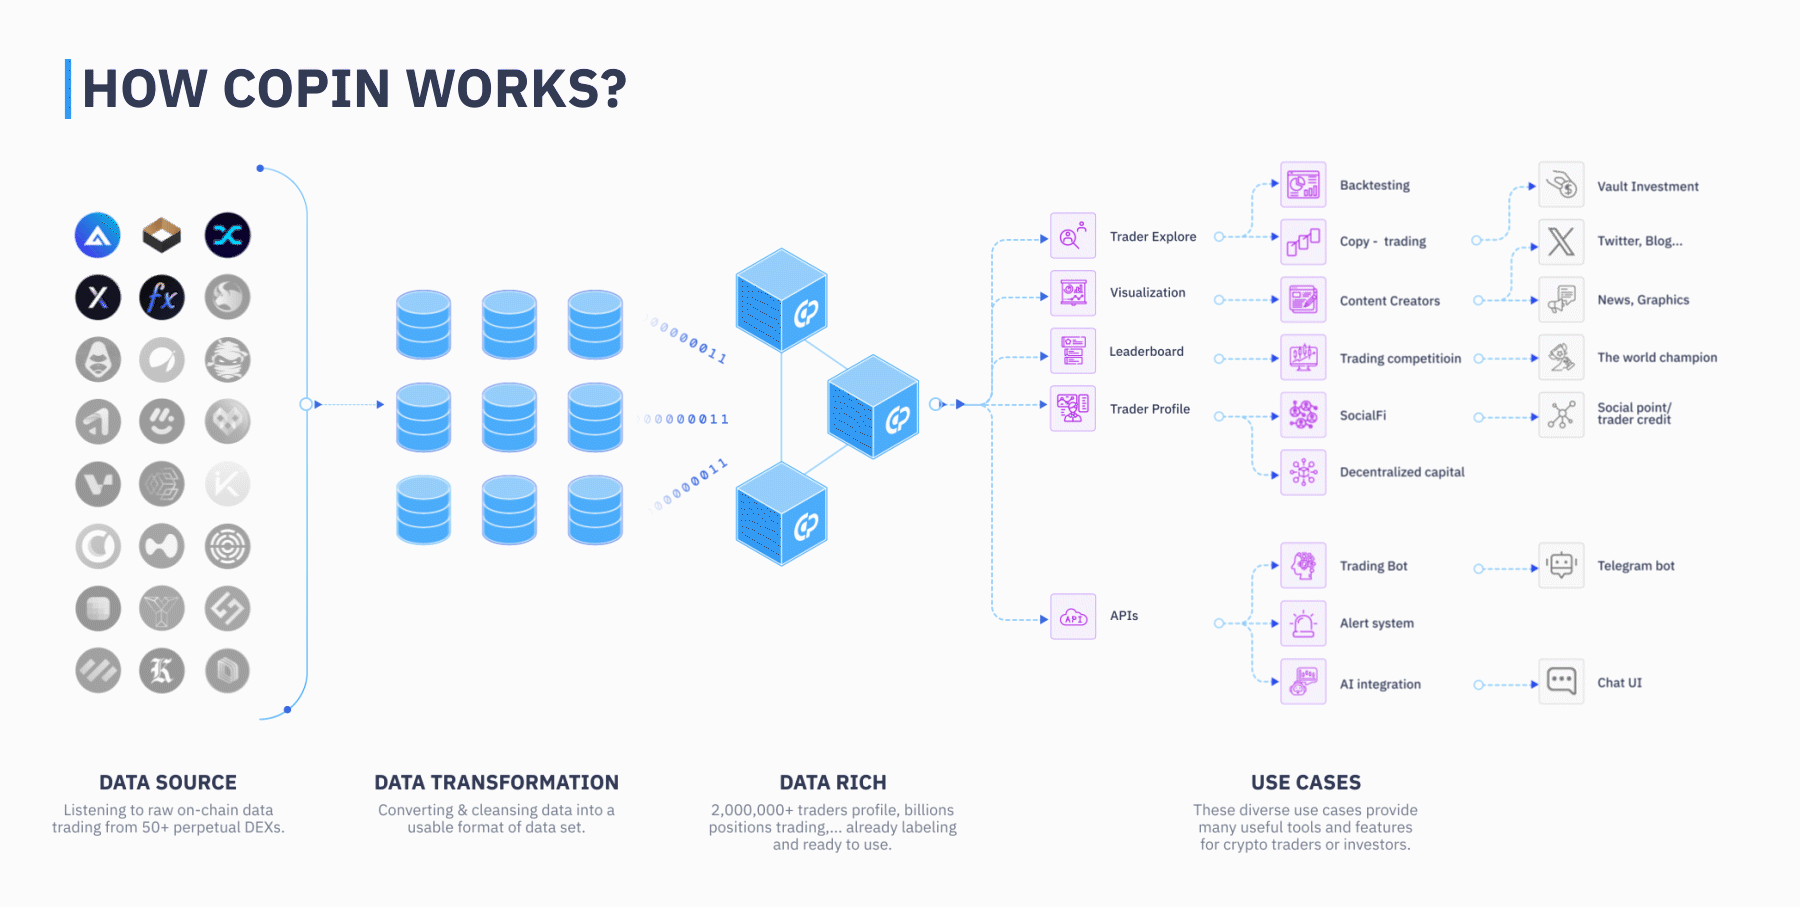 HOW COPIN WORKS?
000000011
000000011
000000011
Trader Explore
Visualization
Leaderboard
Trader Profile
API
APIs
Backtesting
Copy - trading
Content Creators
Trading competitioin
SocialFi
Decentralized capital
Trading Bot
Alert system
AI integration
Vault Investment
Twitter, Blog...
News, Graphics
The world champion
Social point/
trader credit
Telegram bot
Chat UI
DATA SOURCE
Listening to raw on-chain data
trading from 50+ perpetual DEXs.
DATA TRANSFORMATION
Converting & cleansing data into a
usable format of data set.
DATA RICH
2,000,000+ traders profile, billions
positions trading,... already labeling
and ready to use.
USE CASES
These diverse use cases provide
many useful tools and features
for crypto traders or investors.